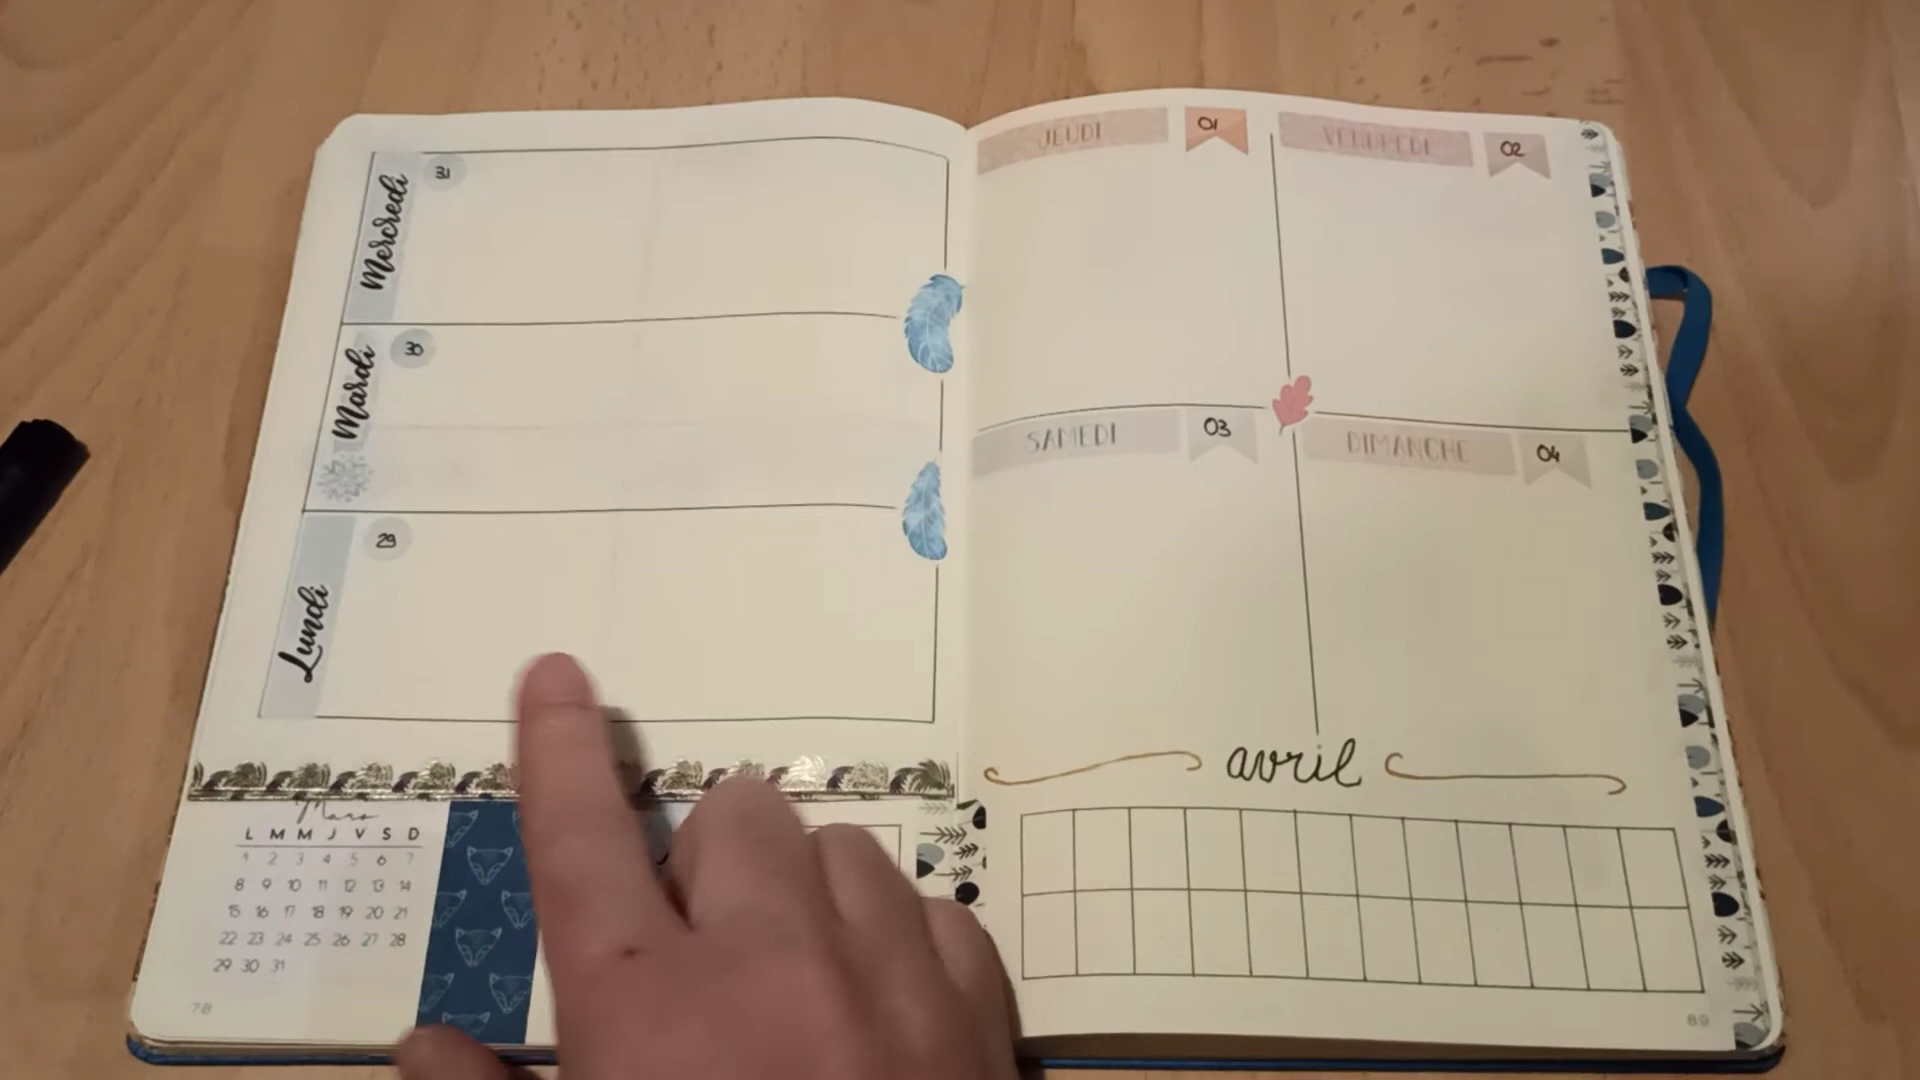 Mercredi 31
Mardi 30
Lundi 29
Mars
L M M J V S D
1 2 3 4 5 6 7
8 9 10 11 12 13 14
15 16 17 18 19 20 21
22 23 24 25 26 27 28
29 30 31
78
JEUDI 01
VENDREDI 02
SAMEDI 03
DIMANCHE 04
avril
89